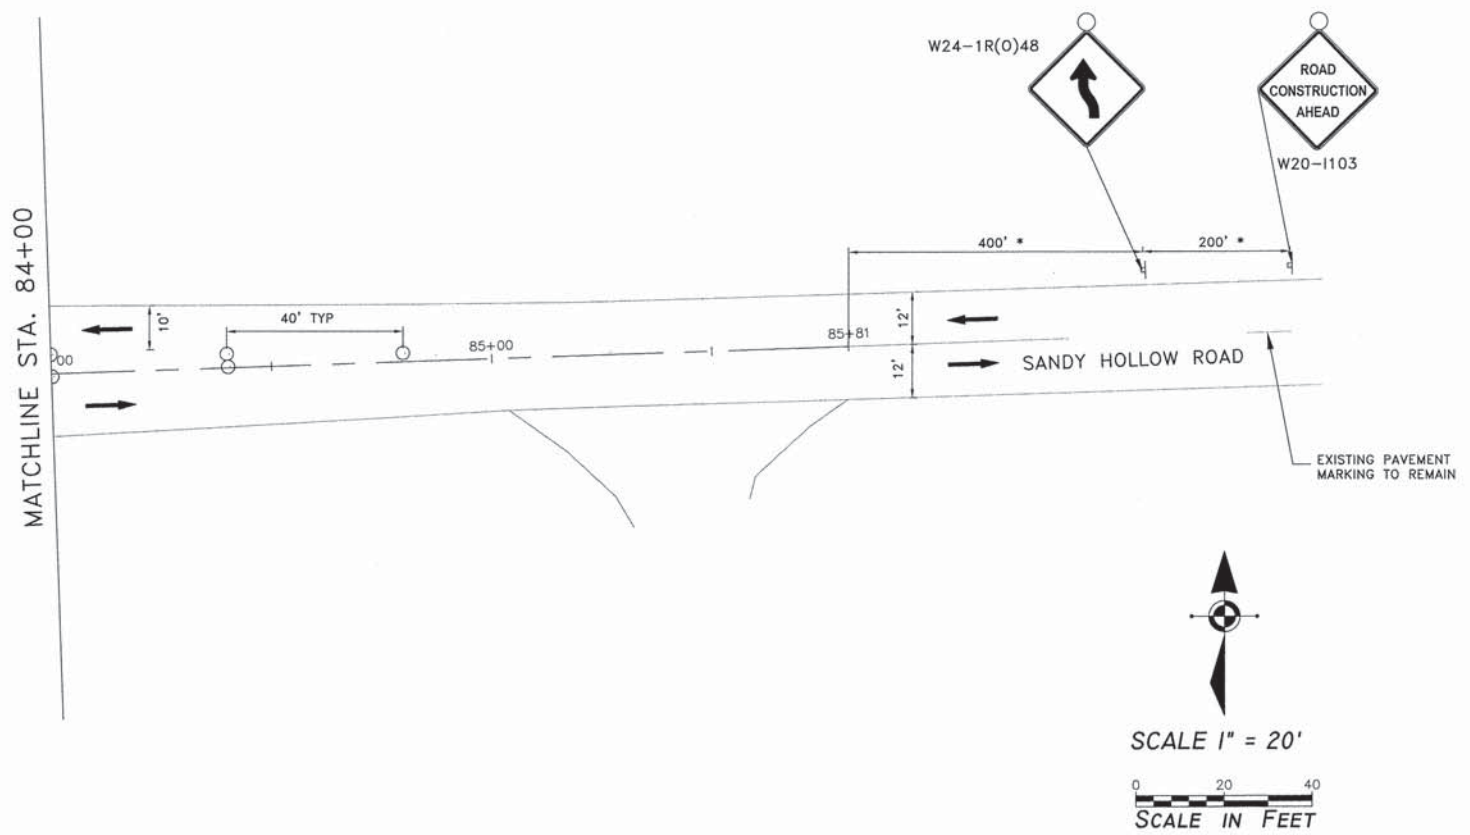 W24-1R(O)48
ROAD
CONSTRUCTION
AHEAD
W20-I103
MATCHLINE STA. 84+00
400' *
200' *
10'
40' TYP
00
85+00
85+81
12'
12'
SANDY HOLLOW ROAD
EXISTING PAVEMENT
MARKING TO REMAIN
SCALE 1" = 20'
0 20 40
SCALE IN FEET